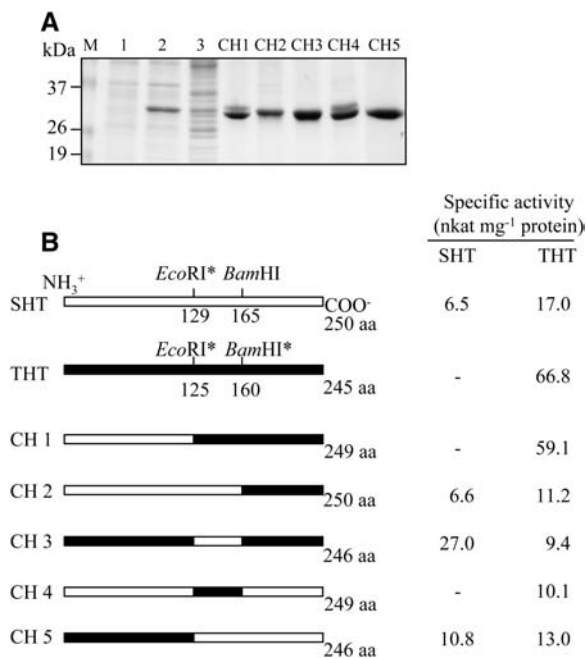 A
kDa M 1 2 3 CH1 CH2 CH3 CH4 CH5
37
26
19
Specific activity
(nkat mg⁻¹ protein)
B
SHT THT
NH₃⁺ EcoRI* BamHI
SHT 129 165 COO⁻ 250 aa 6.5 17.0
EcoRI* BamHI*
THT 125 160 245 aa - 66.8
CH 1 249 aa - 59.1
CH 2 250 aa 6.6 11.2
CH 3 246 aa 27.0 9.4
CH 4 249 aa - 10.1
CH 5 246 aa 10.8 13.0